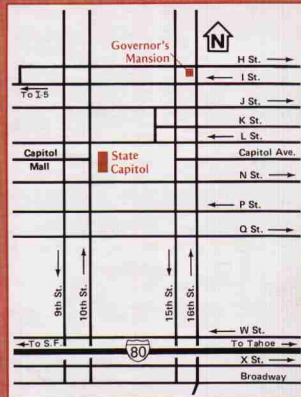 N
Governor's
Mansion
H St.
I St.
To I-5
J St.
K St.
L St.
Capitol
Mall
State
Capitol
Capitol Ave.
N St.
P St.
Q St.
9th St.
10th St.
15th St.
16th St.
W St.
To S.F.
80
To Tahoe
X St.
Broadway